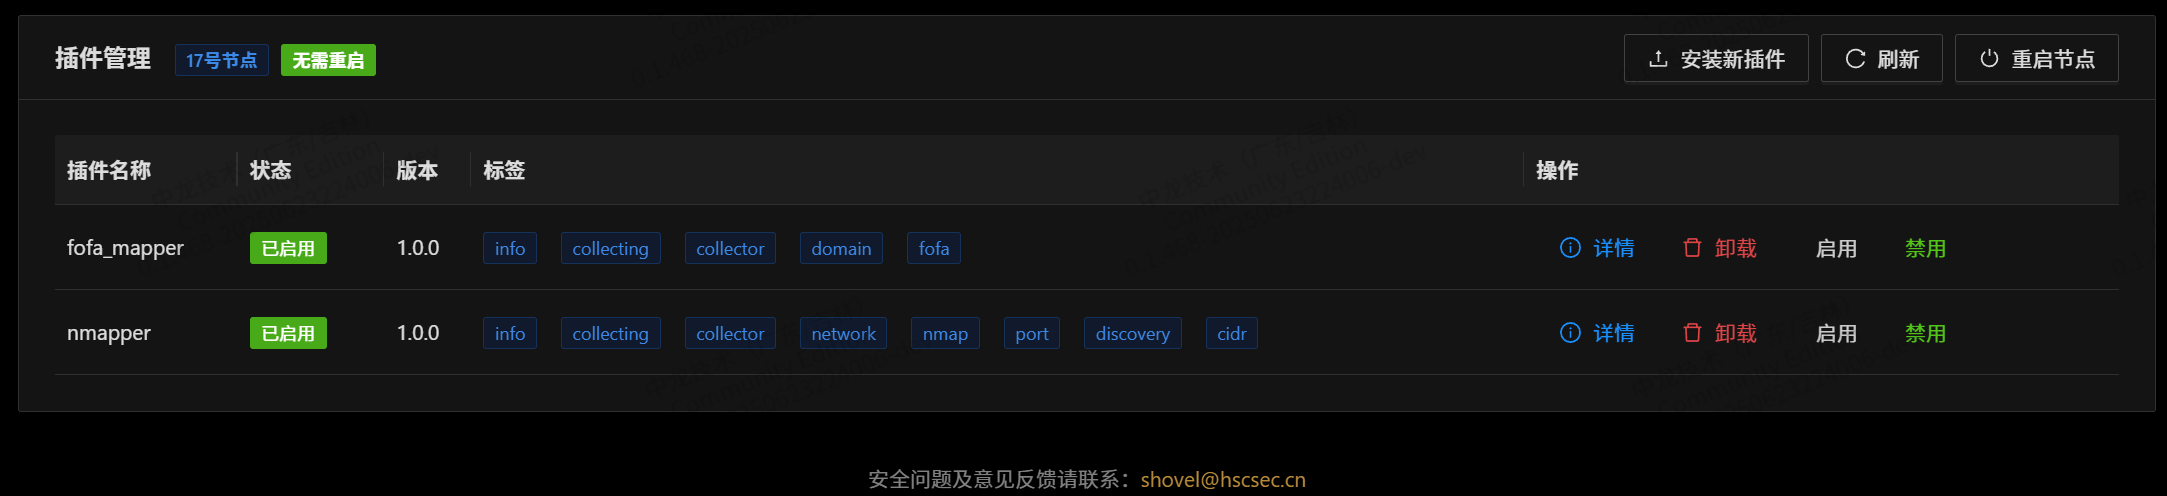 插件管理 17号节点 无需重启 安装新插件 刷新 重启节点
插件名称 状态 版本 标签 操作
fofa_mapper 已启用 1.0.0 info collecting collector domain fofa 详情 卸载 启用 禁用
nmapper 已启用 1.0.0 info collecting collector network nmap port discovery cidr 详情 卸载 启用 禁用
安全问题及意见反馈请联系：shovel@hscsec.cn